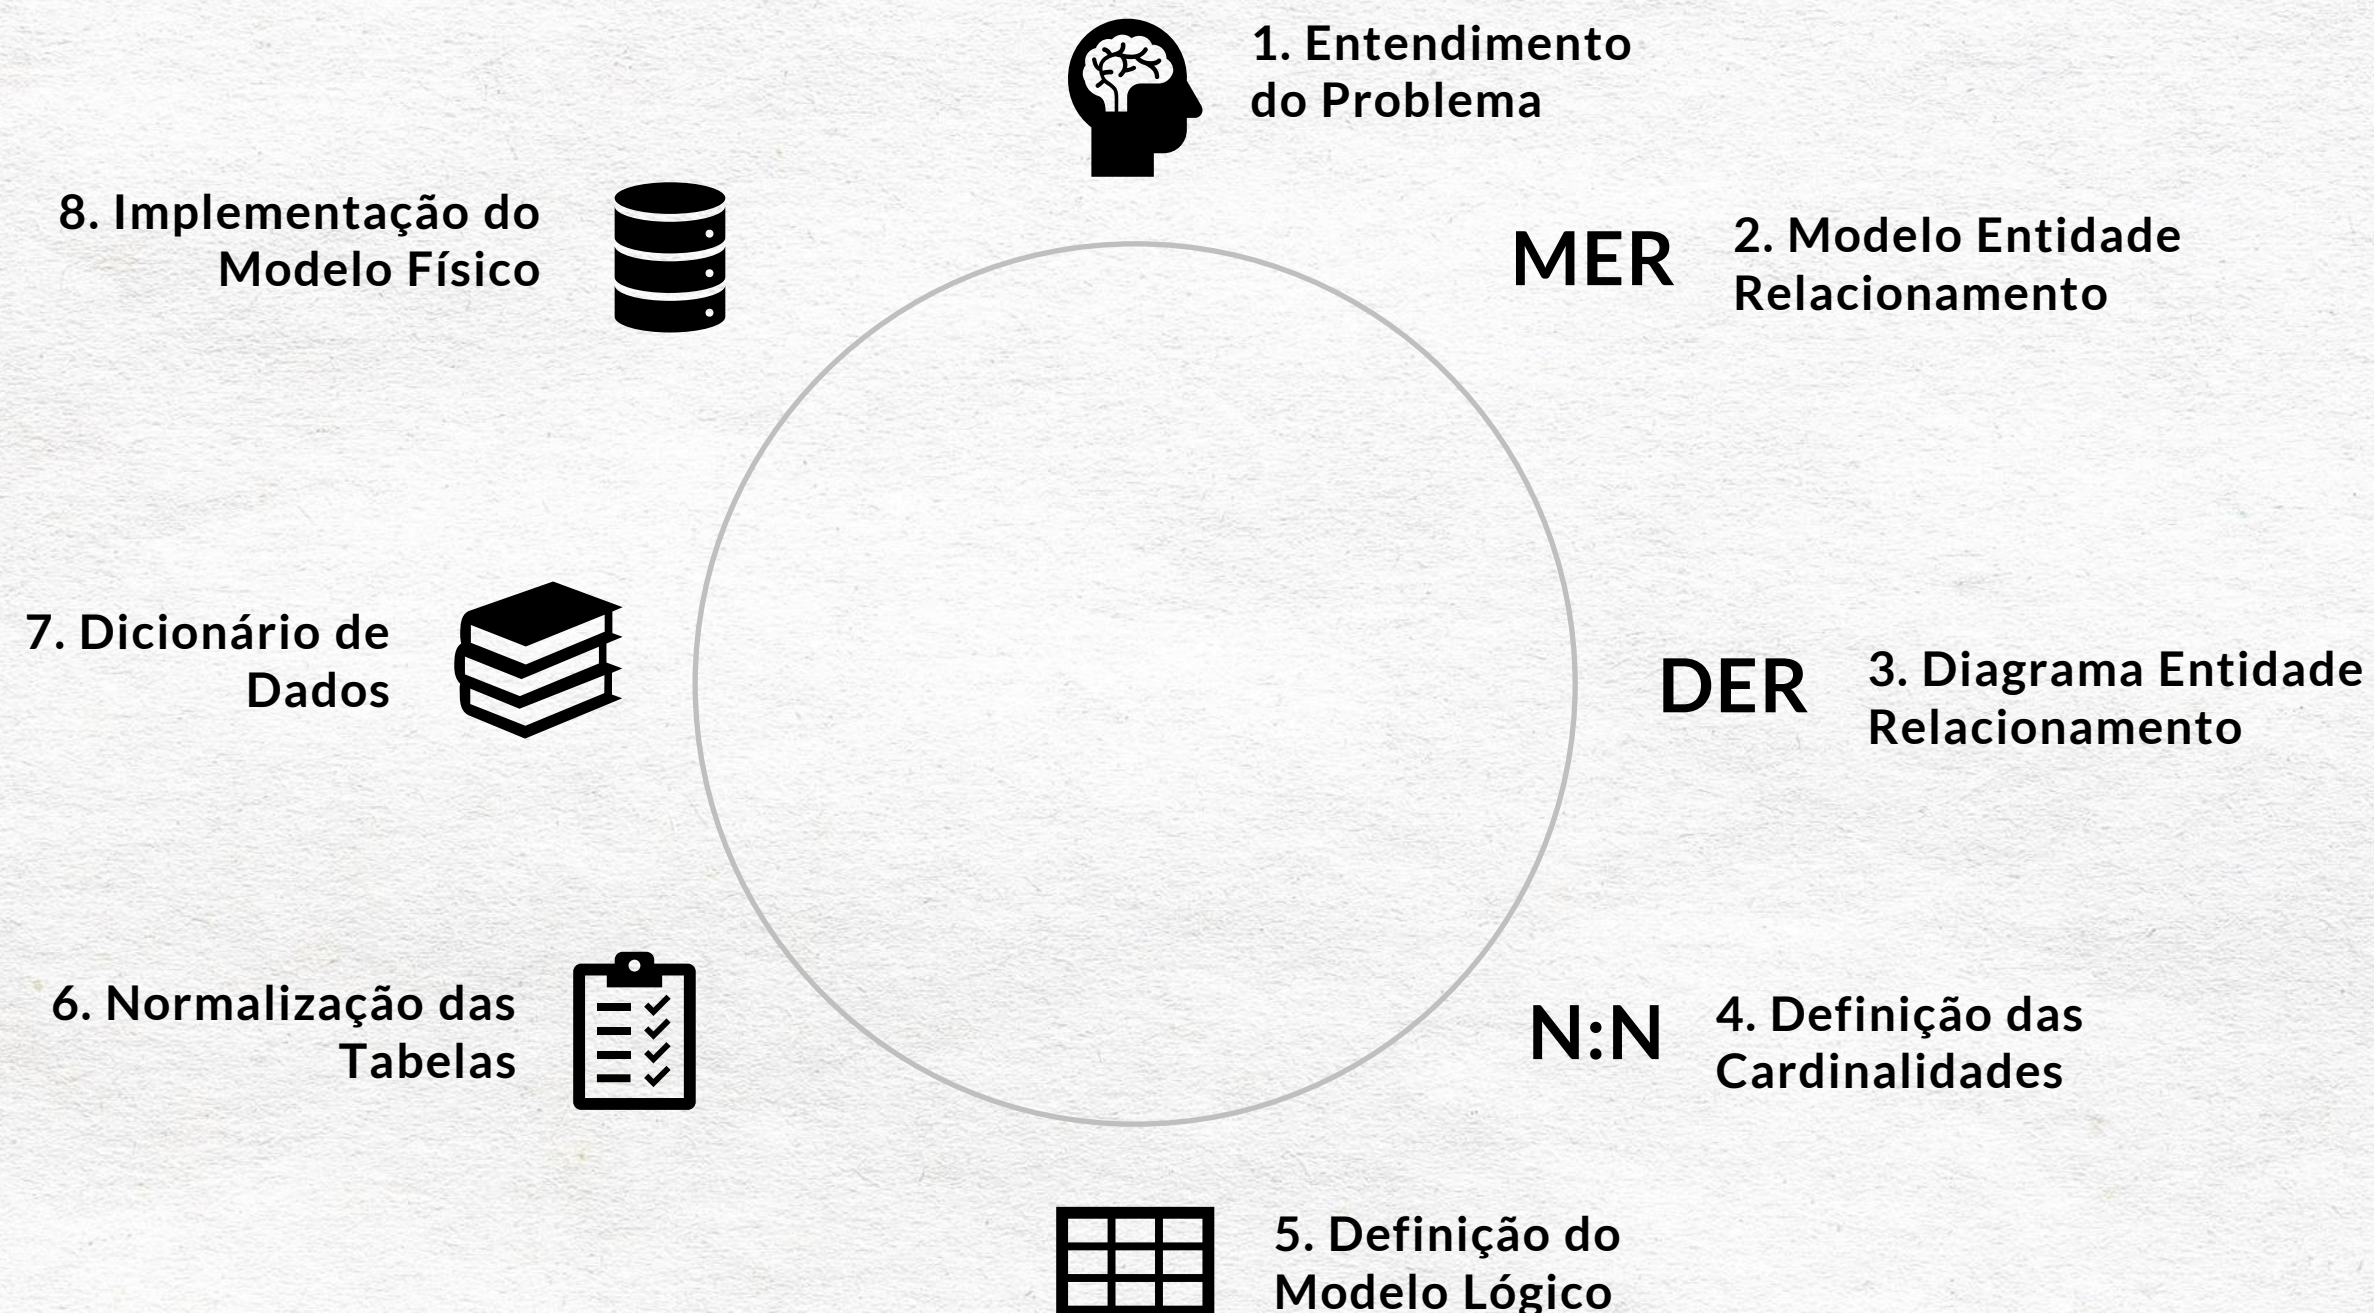 1. Entendimento
do Problema
MER
2. Modelo Entidade
Relacionamento
DER
3. Diagrama Entidade
Relacionamento
N:N
4. Definição das
Cardinalidades
5. Definição do
Modelo Lógico
6. Normalização das
Tabelas
7. Dicionário de
Dados
8. Implementação do
Modelo Físico